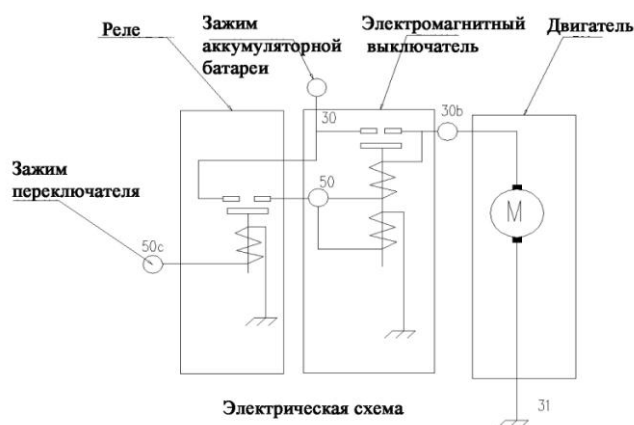 Реле
Зажим
аккумуляторной
батареи
Электромагнитный
выключатель
Двигатель
30
30b
Зажим
переключателя
50
50c
M
31
Электрическая схема